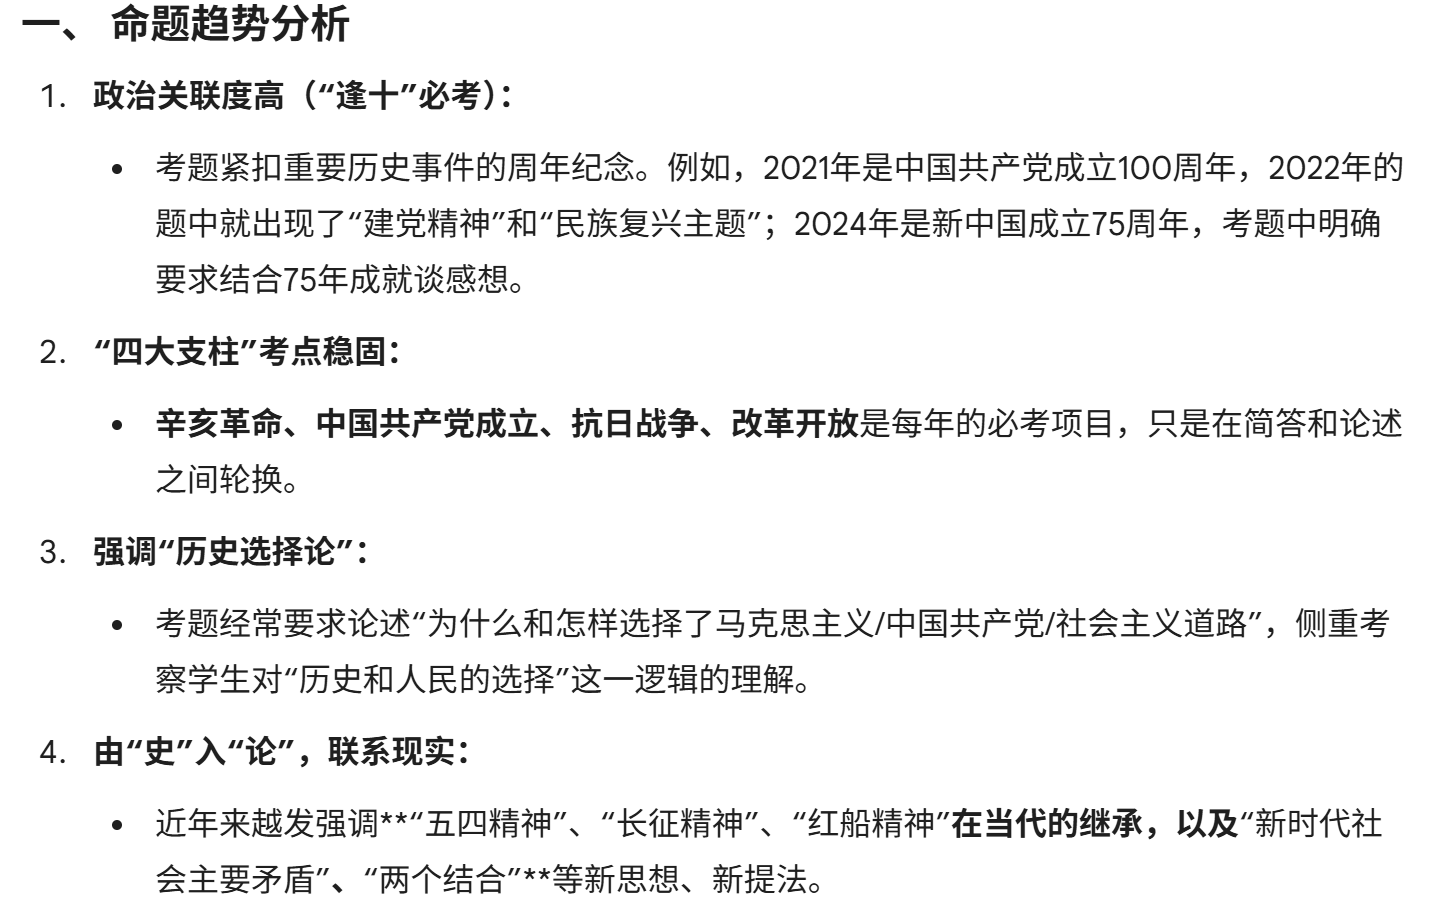 一、 命题趋势分析
1. 政治关联度高（“逢十”必考）：
• 考题紧扣重要历史事件的周年纪念。例如，2021年是中国共产党成立100周年，2022年的
题中就出现了“建党精神”和“民族复兴主题”；2024年是新中国成立75周年，考题中明确
要求结合75年成就谈感想。
2. “四大支柱”考点稳固：
• 辛亥革命、中国共产党成立、抗日战争、改革开放是每年的必考项目，只是在简答和论述
之间轮换。
3. 强调“历史选择论”：
• 考题经常要求论述“为什么和怎样选择了马克思主义/中国共产党/社会主义道路”，侧重考
察学生对“历史和人民的选择”这一逻辑的理解。
4. 由“史”入“论”，联系现实：
• 近年来越发强调**“五四精神”、“长征精神”、“红船精神”在当代的继承，以及“新时代社
会主要矛盾”、“两个结合”**等新思想、新提法。